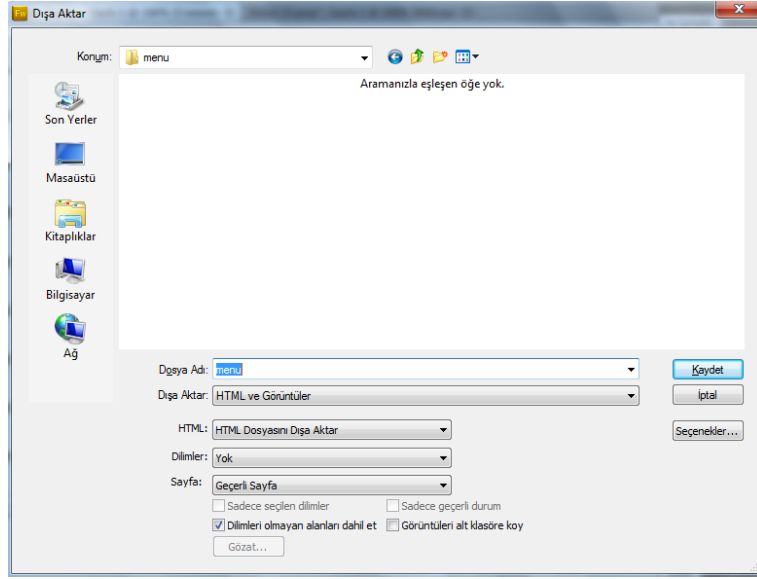 Fw Dışa Aktar
Konum: menu
Aramanızla eşleşen öğe yok.
Son Yerler
Masaüstü
Kitaplıklar
Bilgisayar
Ağ
Dosya Adı: menu Kaydet
Dışa Aktar: HTML ve Görüntüler İptal
HTML: HTML Dosyasını Dışa Aktar Seçenekler...
Dilimler: Yok
Sayfa: Geçerli Sayfa
Sadece seçilen dilimler Sadece geçerli durum
Dilimleri olmayan alanları dahil et Görüntüleri alt klasöre koy
Gözat...